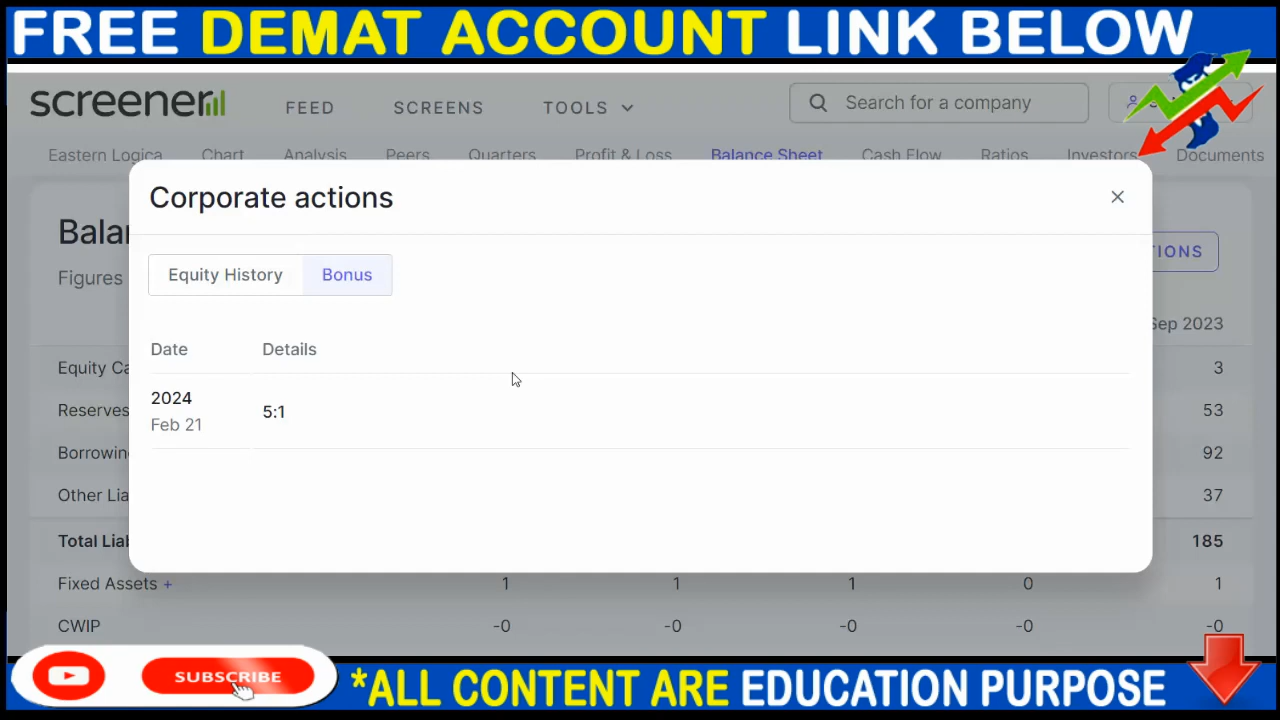 FREE DEMAT ACCOUNT LINK BELOW
screener
FEED SCREENS TOOLS
Search for a company
Eastern Logica Chart Analysis Peers Quarters Profit & Loss Balance Sheet Cash Flow Ratios Investors Documents
Corporate actions
Balan
Figures
IONS
Equity History Bonus
Sep 2023
Date Details
Equity Ca 3
2024
Feb 21
5:1
Reserves 53
Borrowin 92
Other Lia 37
Total Liab 185
Fixed Assets + 1 1 1 0 1
CWIP -0 -0 -0 -0 -0
SUBSCRIBE
*ALL CONTENT ARE EDUCATION PURPOSE